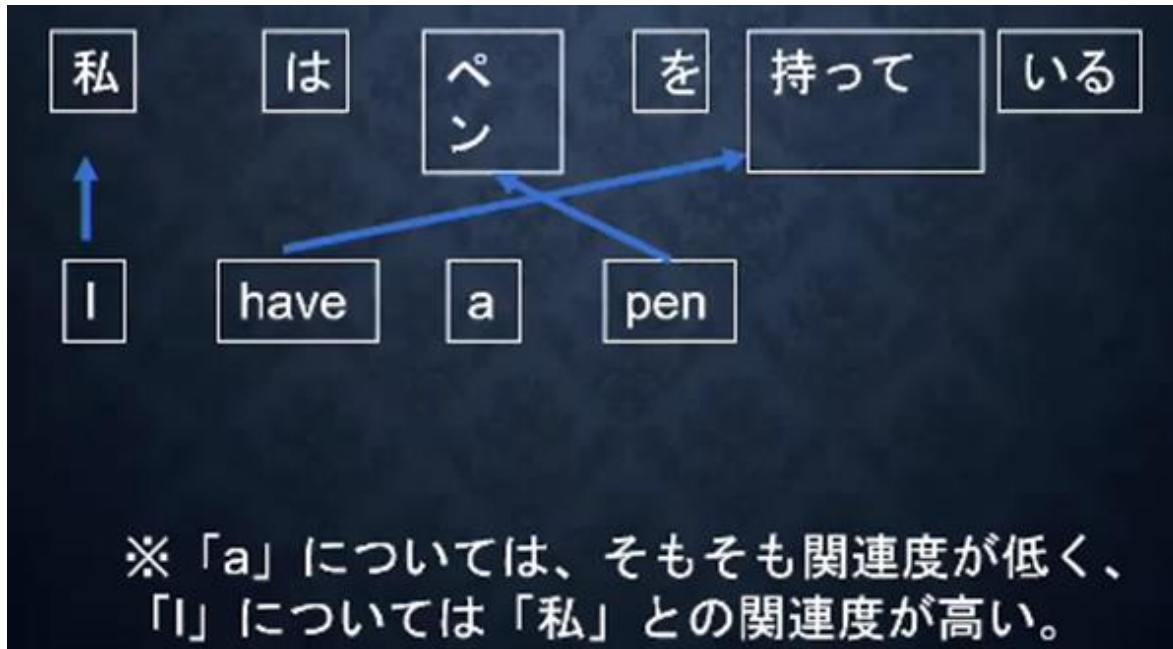 私 は ペン を 持って いる
I have a pen
※「a」については、そもそも関連度が低く、
「I」については「私」との関連度が高い。